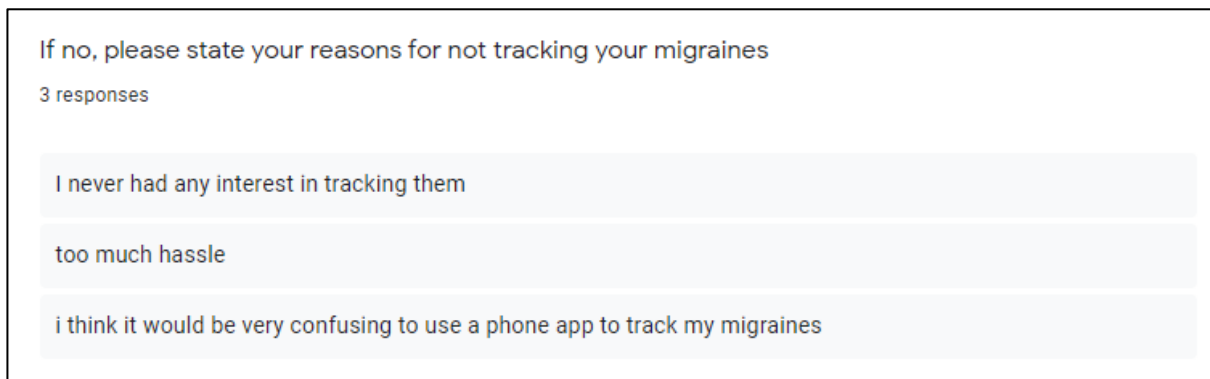 If no, please state your reasons for not tracking your migraines
3 responses
I never had any interest in tracking them
too much hassle
i think it would be very confusing to use a phone app to track my migraines